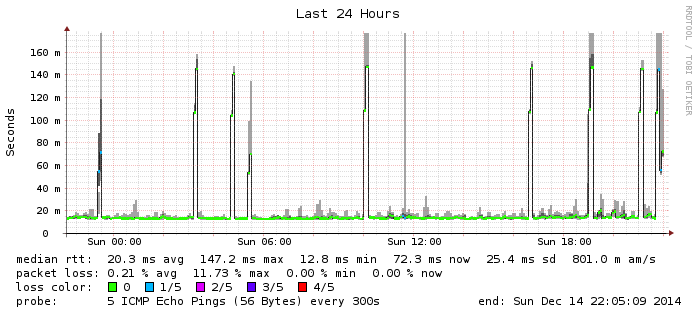 Last 24 Hours
RRDTOOL / TOBI OETIKER
Seconds
160 m
140 m
120 m
100 m
80 m
60 m
40 m
20 m
0
Sun 00:00 Sun 06:00 Sun 12:00 Sun 18:00
median rtt: 20.3 ms avg 147.2 ms max 12.8 ms min 72.3 ms now 25.4 ms sd 801.0 m am/s
packet loss: 0.21 % avg 11.73 % max 0.00 % min 0.00 % now
loss color: 0 1/5 2/5 3/5 4/5
probe: 5 ICMP Echo Pings (56 Bytes) every 300s end: Sun Dec 14 22:05:09 2014